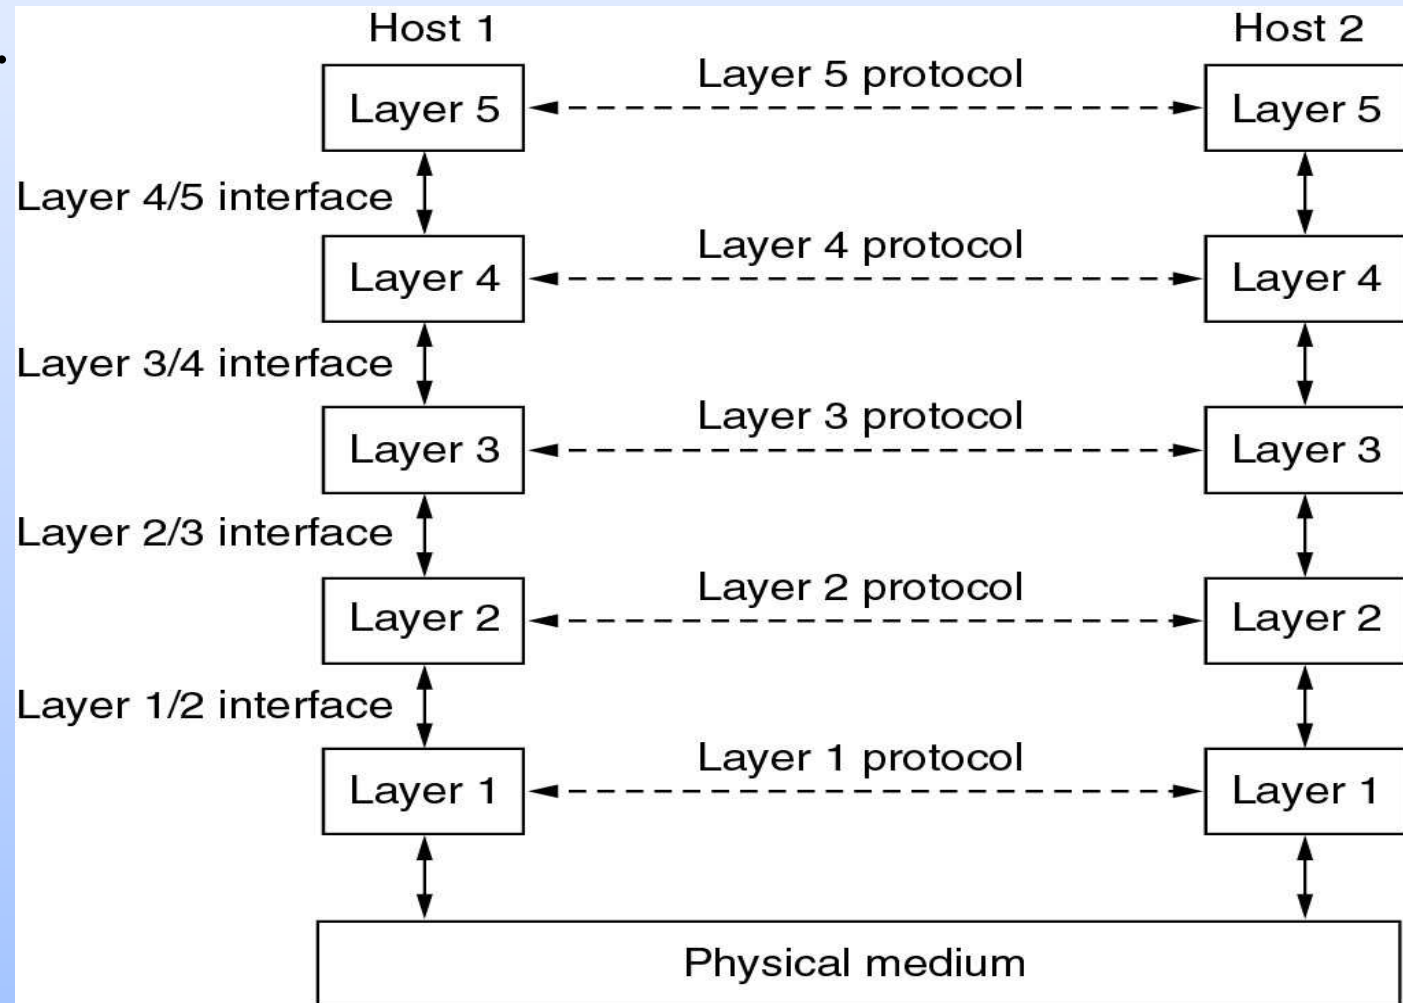 Host 1 Host 2
Layer 5 protocol
Layer 5 Layer 5
Layer 4/5 interface
Layer 4 protocol
Layer 4 Layer 4
Layer 3/4 interface
Layer 3 protocol
Layer 3 Layer 3
Layer 2/3 interface
Layer 2 protocol
Layer 2 Layer 2
Layer 1/2 interface
Layer 1 protocol
Layer 1 Layer 1
Physical medium